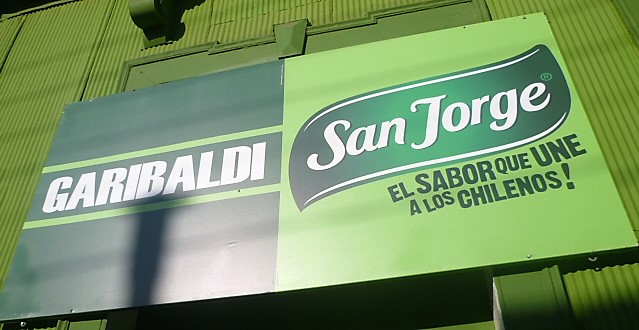 GARIBALDI
San Jorge®
EL SABOR QUE UNE
A LOS CHILENOS!